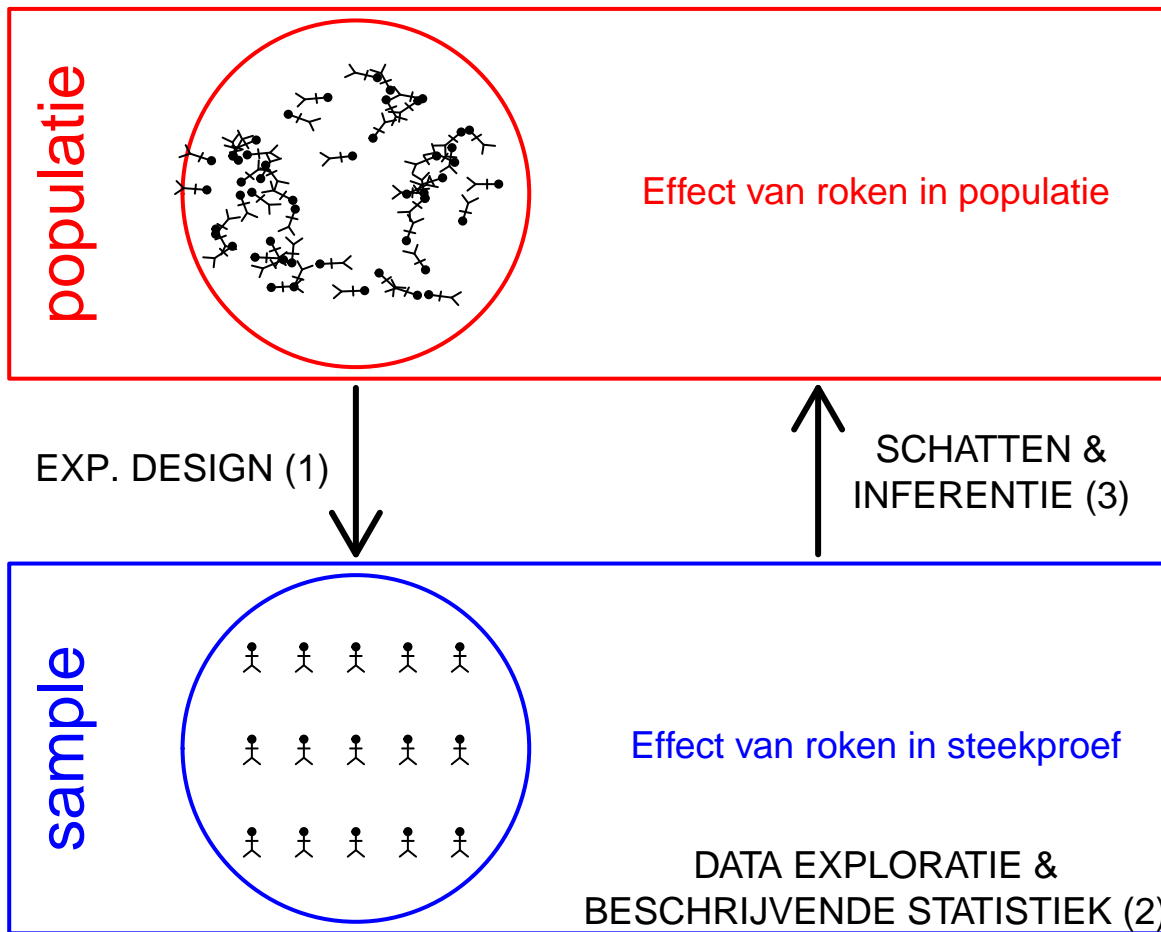 populatie
Effect van roken in populatie
EXP. DESIGN (1)
SCHATTEN &
INFERENTIE (3)
sample
Effect van roken in steekproef
DATA EXPLORATIE &
BESCHRIJVENDE STATISTIEK (2)